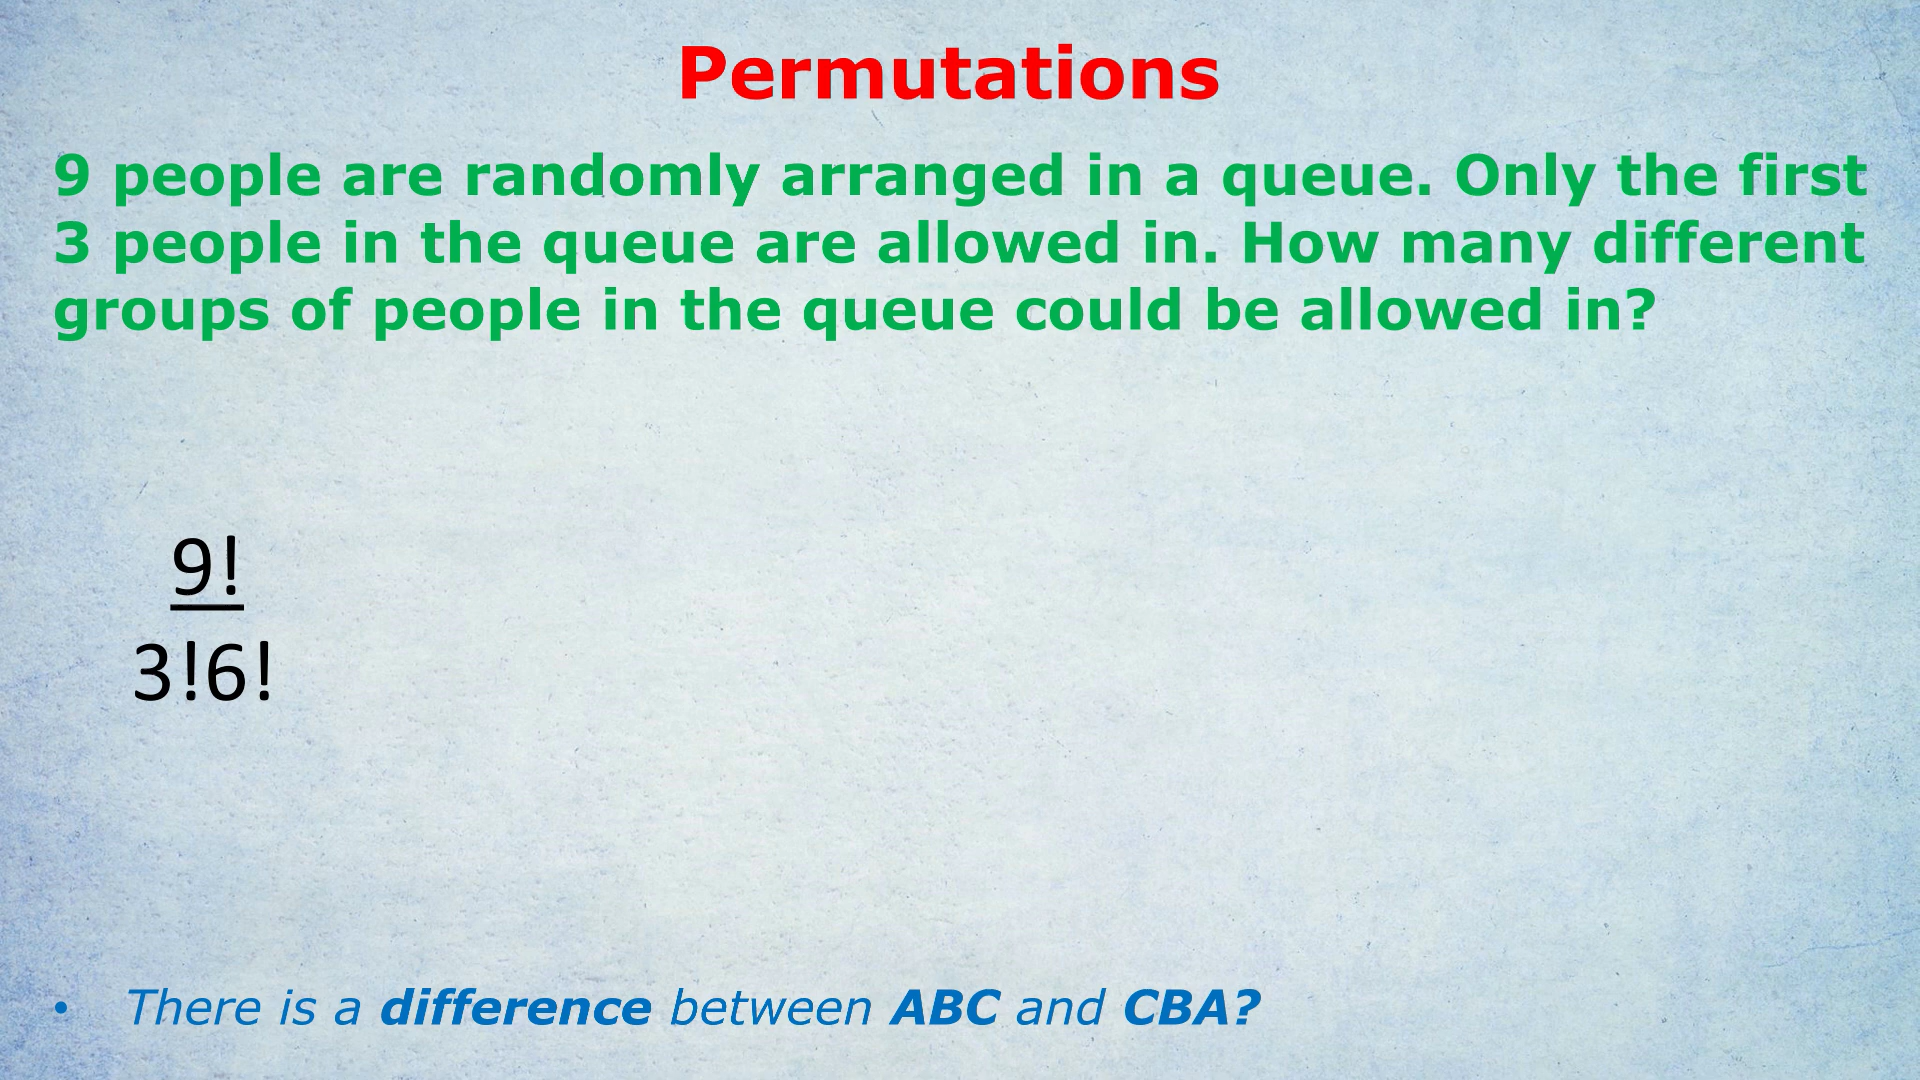 Permutations
9 people are randomly arranged in a queue. Only the first
3 people in the queue are allowed in. How many different
groups of people in the queue could be allowed in?
9!
3!6!
• There is a difference between ABC and CBA?